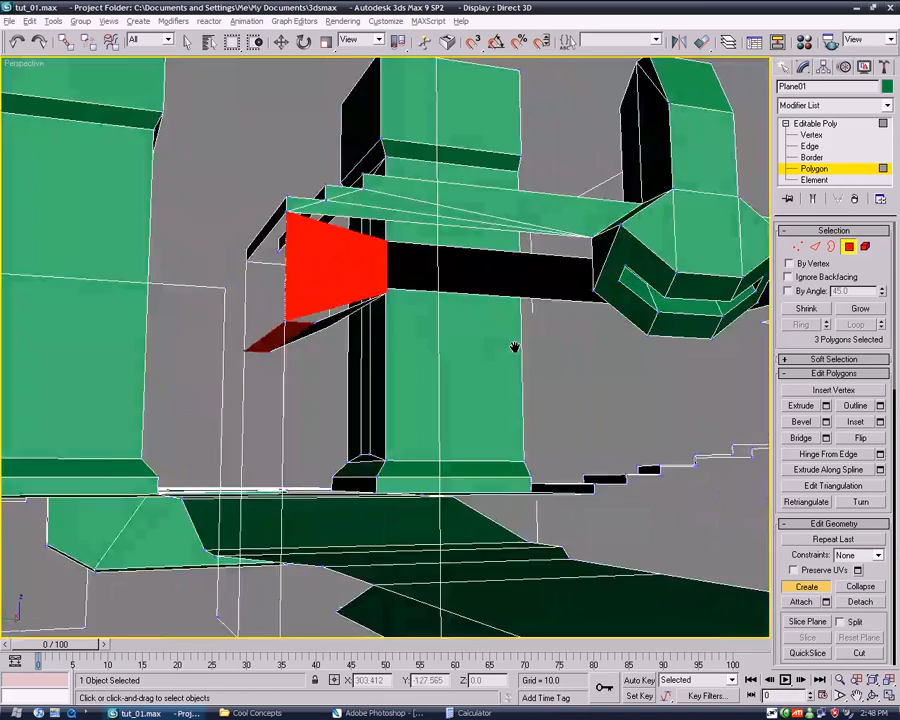 tut_01.max - Project Folder: C:\Documents and Settings\Me\My Documents\3dsmax - Autodesk 3ds Max 9 SP2 - Display : Direct 3D
File Edit Tools Group Views Create Modifiers reactor Animation Graph Editors Rendering Customize MAXScript Help
All View View
Perspective
Plane01
Modifier List
Editable Poly
Vertex
Edge
Border
Polygon
Element
Selection
By Vertex
Ignore Backfacing
By Angle: 45.0
Shrink Grow
Ring Loop
3 Polygons Selected
Soft Selection
Edit Polygons
Insert Vertex
Extrude Outline
Bevel Inset
Bridge Flip
Hinge From Edge
Extrude Along Spline
Edit Triangulation
Retriangulate Turn
Edit Geometry
Repeat Last
Constraints: None
Preserve UVs
Create Collapse
Attach Detach
Slice Plane Split
Slice Reset Plane
QuickSlice Cut
z
0 / 100
0 5 10 15 20 25 30 35 40 45 50 55 60 65 70 75 80 85 90 95 100
1 Object Selected X: 303.412 Y: -127.565 Z: 0.0 Grid = 10.0 Auto Key Selected
Click or click-and-drag to select objects Add Time Tag Set Key Key Filters... 0
start tut_01.max - Proj... Cool Concepts Adobe Photoshop - [... Calculator 2:48 PM